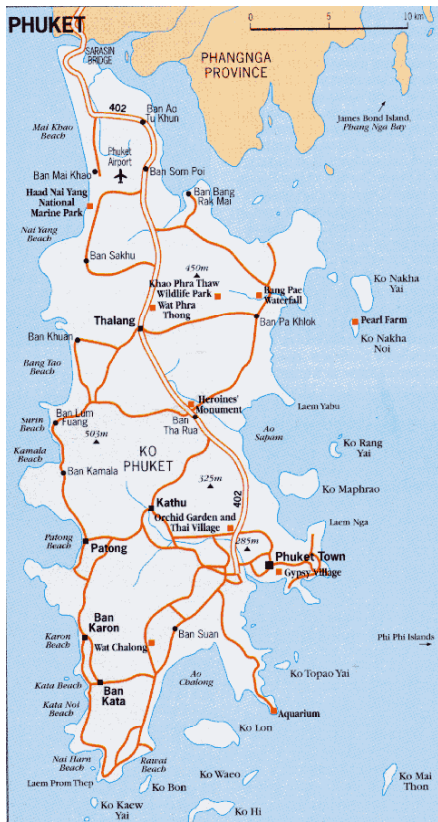 PHUKET
0 5 10 km
SARASIN
BRIDGE
PHANGNGA
PROVINCE
402
Ban Ao
Tu Khun
James Bond Island,
Phang Nga Bay
Mai Khao
Beach
Phuket
Airport
Ban Mai Khao
Ban Som Poi
Haad Nai Yang
National
Marine Park
Ban Bang
Rak Mai
Nai Yang
Beach
Ban Sakhu
450m
Khao Phra Thaw
Wildlife Park
Bang Pae
Waterfall
Ko Nakha
Yai
Wat Phra
Thong
Thalang
Ban Pa Khlok
Pearl Farm
Ko Nakha
Noi
Ban Khuan
Bang Tao
Beach
Heroines'
Monument
Laem Yabu
Ban Lom
Fuang
Surin
Beach
Ban
Tha Rua
Ao
Sapam
503m
Kamala
Beach
KO
PHUKET
Ko Rang
Yai
Ban Kamala
325m
Ko Maphrao
402
Kathu
Orchid Garden and
Thai Village
Laem Nga
Patong
Beach
Patong
285m
Phuket Town
Gypsy Village
Ban
Karon
Ban Suan
Karon
Beach
Wat Chalong
Phi Phi Islands
Ao
Chalong
Ko Topao Yai
Kata Beach
Ban
Kata
Kata Noi
Beach
Aquarium
Ko Lon
Nai Harn
Beach
Rawai
Beach
Laem Prom Thep
Ko Bon
Ko Waeo
Ko Mai
Thon
Ko Kaew
Yai
Ko Hi